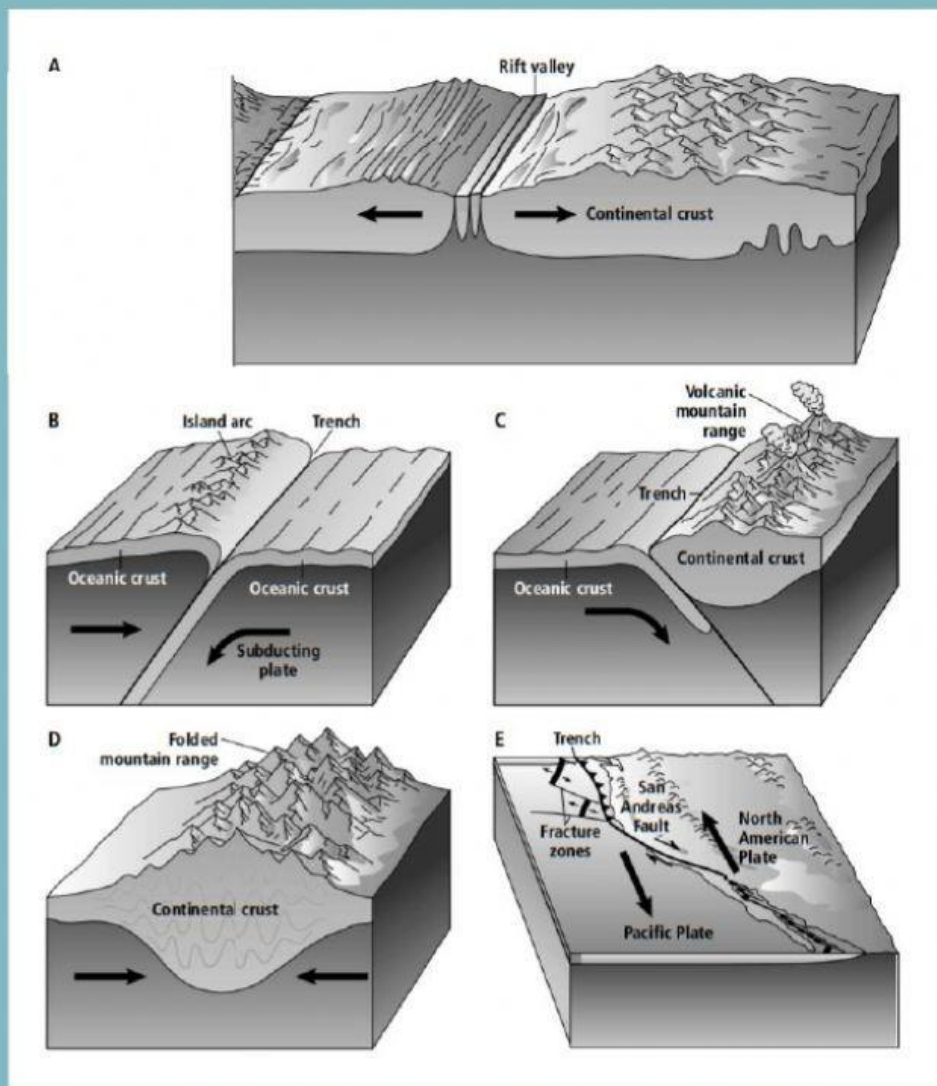 A
Rift valley
Continental crust
B
Island arc
Trench
Oceanic crust
Oceanic crust
Subducting
plate
C
Volcanic
mountain
range
Trench
Continental crust
Oceanic crust
D
Folded
mountain range
Continental crust
E
Trench
San
Andreas
Fault
Fracture
zones
North
American
Plate
Pacific Plate